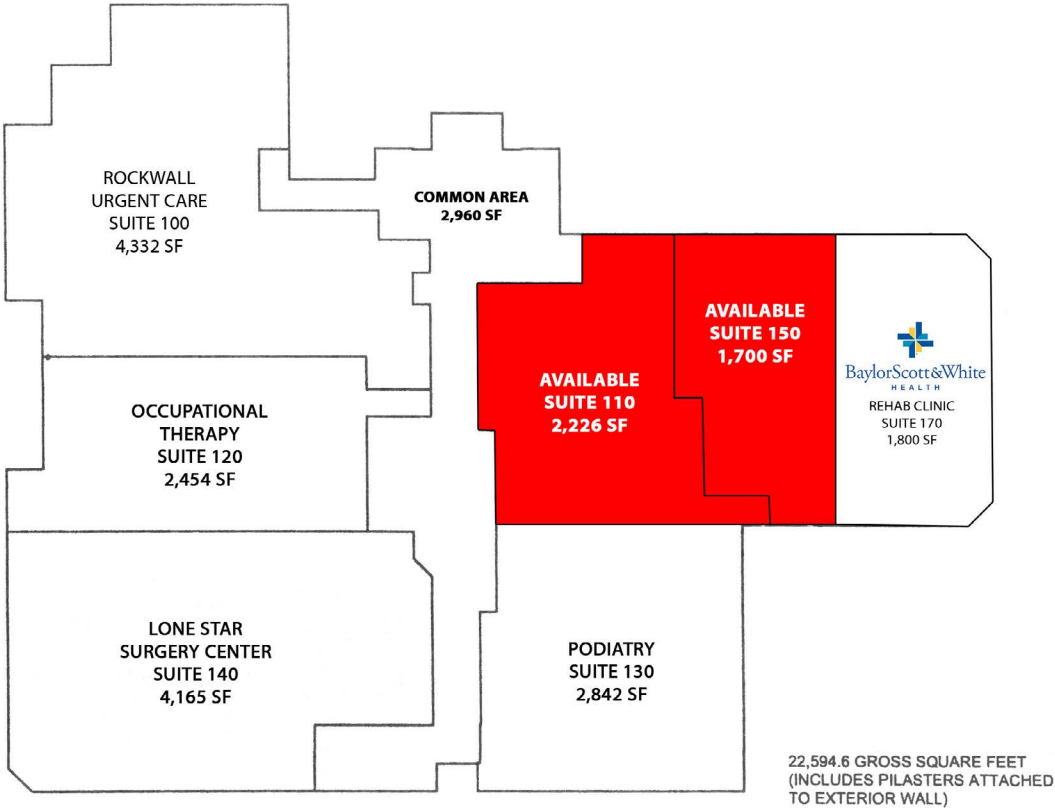 ROCKWALL
URGENT CARE
SUITE 100
4,332 SF
COMMON AREA
2,960 SF
AVAILABLE
SUITE 150
1,700 SF
BaylorScott&White
HEALTH
REHAB CLINIC
SUITE 170
1,800 SF
AVAILABLE
SUITE 110
2,226 SF
OCCUPATIONAL
THERAPY
SUITE 120
2,454 SF
LONE STAR
SURGERY CENTER
SUITE 140
4,165 SF
PODIATRY
SUITE 130
2,842 SF
22,594.6 GROSS SQUARE FEET
(INCLUDES PILASTERS ATTACHED
TO EXTERIOR WALL)